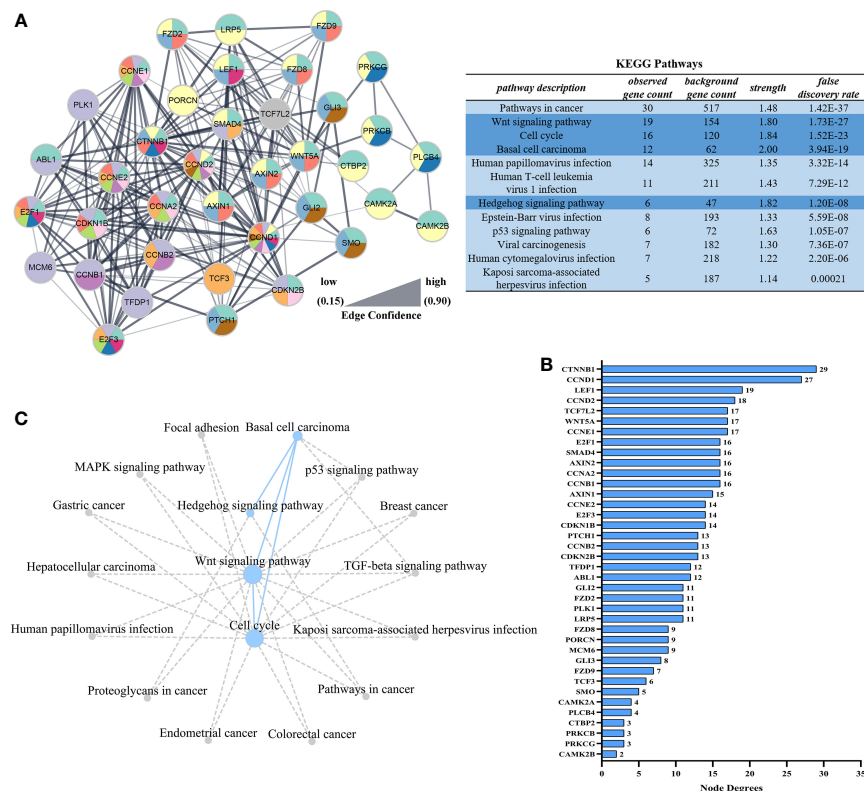 A
FZD2
LRP5
FZD9
CCNE1
LEF1
FZD8
PRKCG
PLK1
PORCN
SMAD4
TCF7L2
GLI3
PRKCB
CTNNB1
ABL1
CCNE2
CCND2
AXIN2
WNT5A
CTBP2
PLCB4
E2F1
CDKN1B
CCNA2
AXIN1
GLI2
CAMK2A
CAMK2B
CCND1
SMO
MCM6
CCNB1
CCNB2
TCF3
CDKN2B
TFDP1
PTCH1
E2F3
low high
(0.15) (0.90)
Edge Confidence
KEGG Pathways
pathway description observed gene count background gene count strength false discovery rate
Pathways in cancer 30 517 1.48 1.42E-37
Wnt signaling pathway 19 154 1.80 1.73E-27
Cell cycle 16 120 1.84 1.52E-23
Basal cell carcinoma 12 62 2.00 3.94E-19
Human papillomavirus infection 14 325 1.35 3.32E-14
Human T-cell leukemia virus 1 infection 11 211 1.43 7.29E-12
Hedgehog signaling pathway 6 47 1.82 1.20E-08
Epstein-Barr virus infection 8 193 1.33 5.59E-08
p53 signaling pathway 6 72 1.63 1.05E-07
Viral carcinogenesis 7 182 1.30 7.36E-07
Human cytomegalovirus infection 7 218 1.22 2.20E-06
Kaposi sarcoma-associated herpesvirus infection 5 187 1.14 0.00021
B
CTNNB1 29
CCND1 27
LEF1 19
CCND2 18
TCF7L2 17
WNT5A 17
CCNE1 17
E2F1 16
SMAD4 16
AXIN2 16
CCNA2 16
CCNB1 16
AXIN1 15
CCNE2 14
E2F3 14
CDKN1B 14
PTCH1 13
CCNB2 13
CDKN2B 13
TFDP1 12
ABL1 12
GLI2 11
FZD2 11
PLK1 11
LRP5 11
FZD8 9
PORCN 9
MCM6 9
GLI3 8
FZD9 7
TCF3 6
SMO 5
CAMK2A 4
PLCB4 4
CTBP2 3
PRKCB 3
PRKCG 3
CAMK2B 2
0 5 10 15 20 25 30 35
Node Degrees
C
Focal adhesion
Basal cell carcinoma
MAPK signaling pathway
p53 signaling pathway
Gastric cancer
Hedgehog signaling pathway
Breast cancer
Hepatocellular carcinoma
Wnt signaling pathway
TGF-beta signaling pathway
Human papillomavirus infection
Cell cycle
Kaposi sarcoma-associated herpesvirus infection
Proteoglycans in cancer
Pathways in cancer
Endometrial cancer
Colorectal cancer